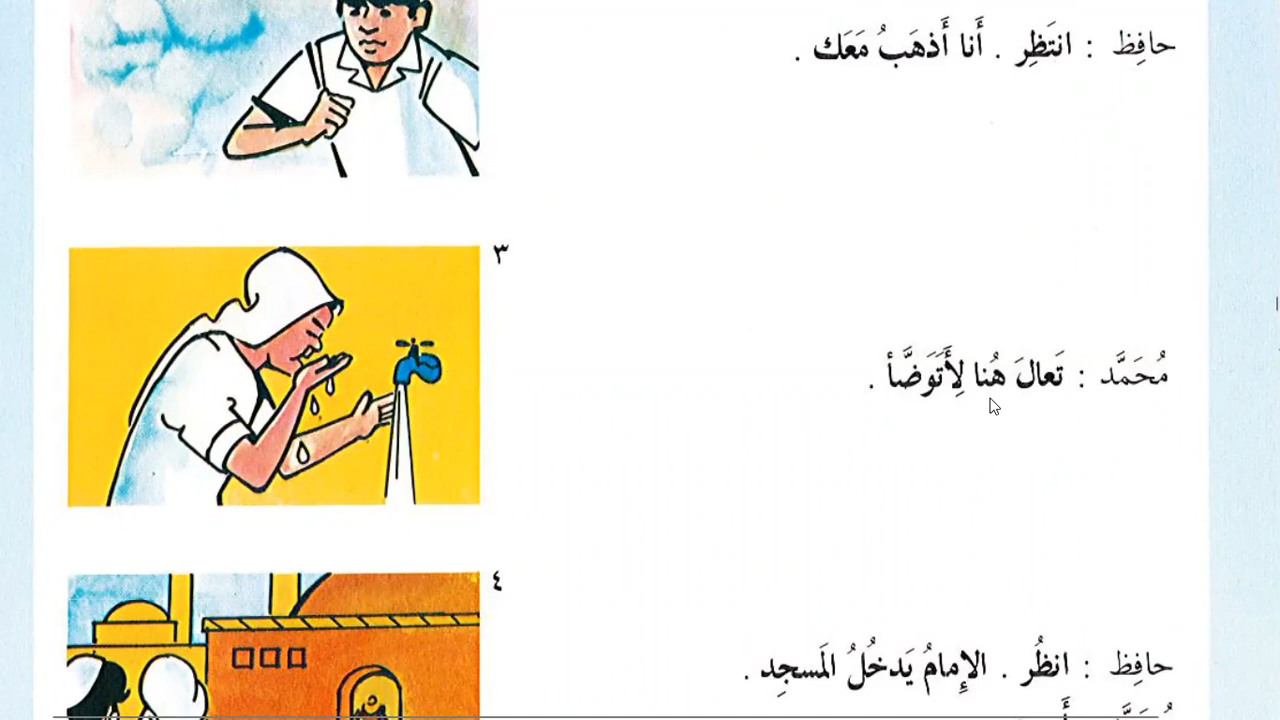 حافِظ : انتَظِر . أَنا أَذهَبُ مَعَك .
٣
مُحَمَّد : تَعالَ هُنا لِأَتَوَضَّأ .
٤
حافِظ : انظُر . الإِمامُ يَدخُلُ المَسجِد .